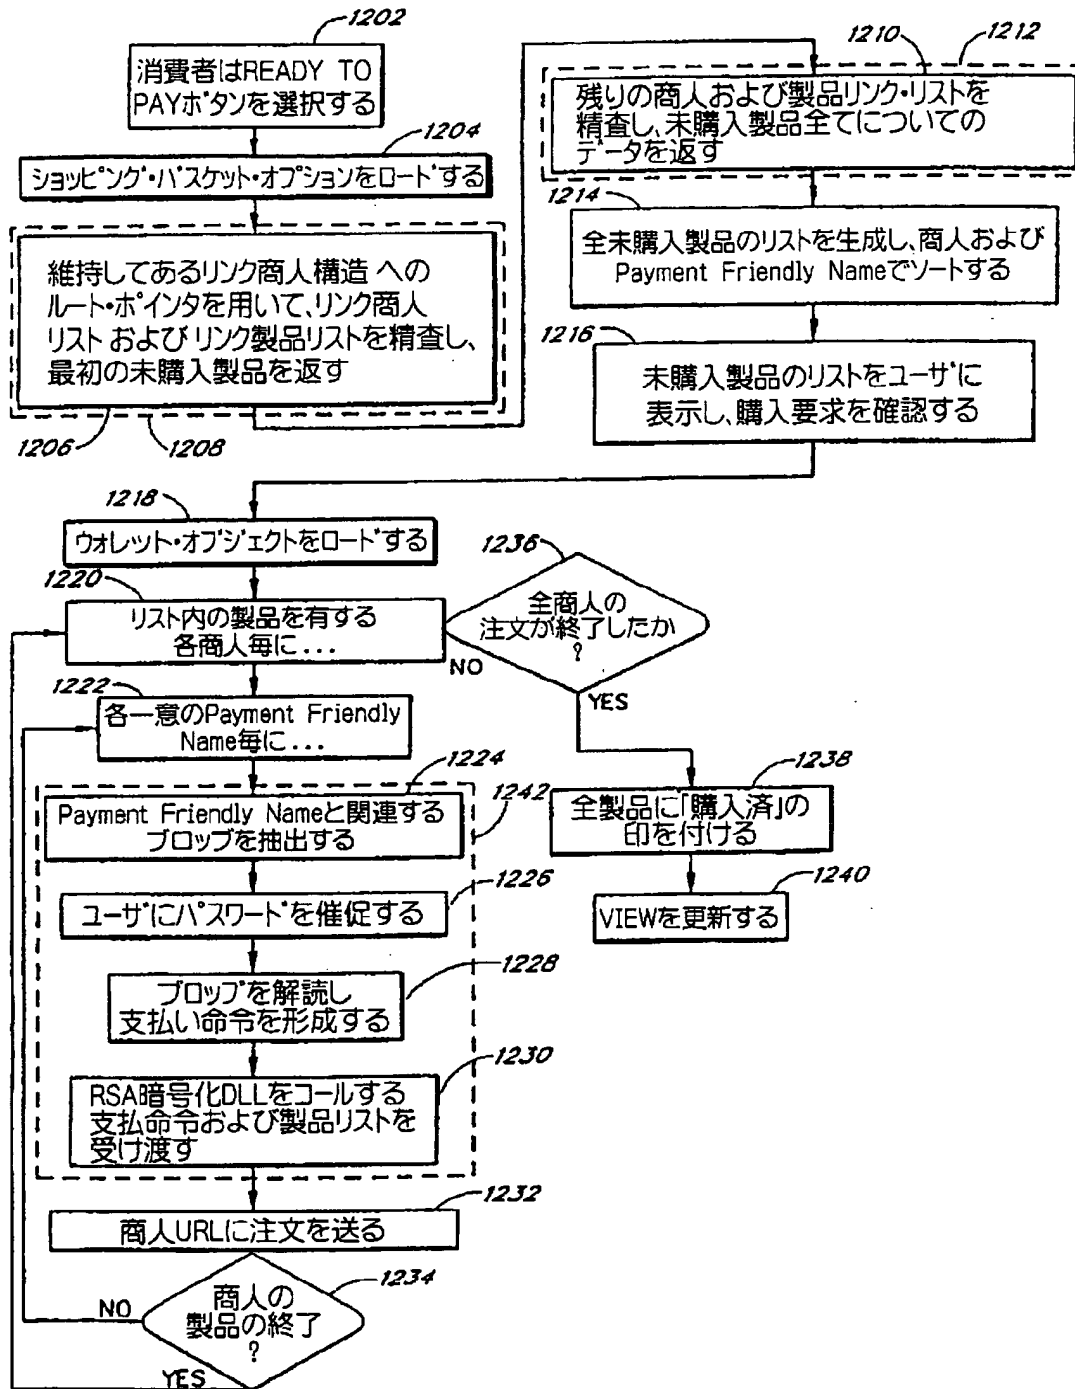 1202
消費者はREADY TO
PAYボタンを選択する
1204
ショッピング・バスケット・オプションをロードする
維持してあるリンク商人構造 への
ルート・ポインタを用いて、リンク商人
リスト および リンク製品リストを精査し、
最初の未購入製品を返す
1206
1208
1210
1212
残りの商人および製品リンク・リストを
精査し、未購入製品全てについての
データを返す
1214
全未購入製品のリストを生成し、商人および
Payment Friendly Nameでソートする
1216
未購入製品のリストをユーザに
表示し、購入要求を確認する
1218
ウォレット・オブジェクトをロードする
1220
リスト内の製品を有する
各商人毎に...
1236
全商人の
注文が終了したか
?
NO
YES
1222
各一意のPayment Friendly
Name毎に...
1224
1242
Payment Friendly Nameと関連する
ブロッブを抽出する
1226
ユーザにパスワードを催促する
1228
ブロッブを解読し
支払い命令を形成する
1230
RSA暗号化DLLをコールする
支払命令および製品リストを
受け渡す
1232
商人URLに注文を送る
1234
商人の
製品の終了
?
NO
YES
1238
全製品に「購入済」の
印を付ける
1240
VIEWを更新する